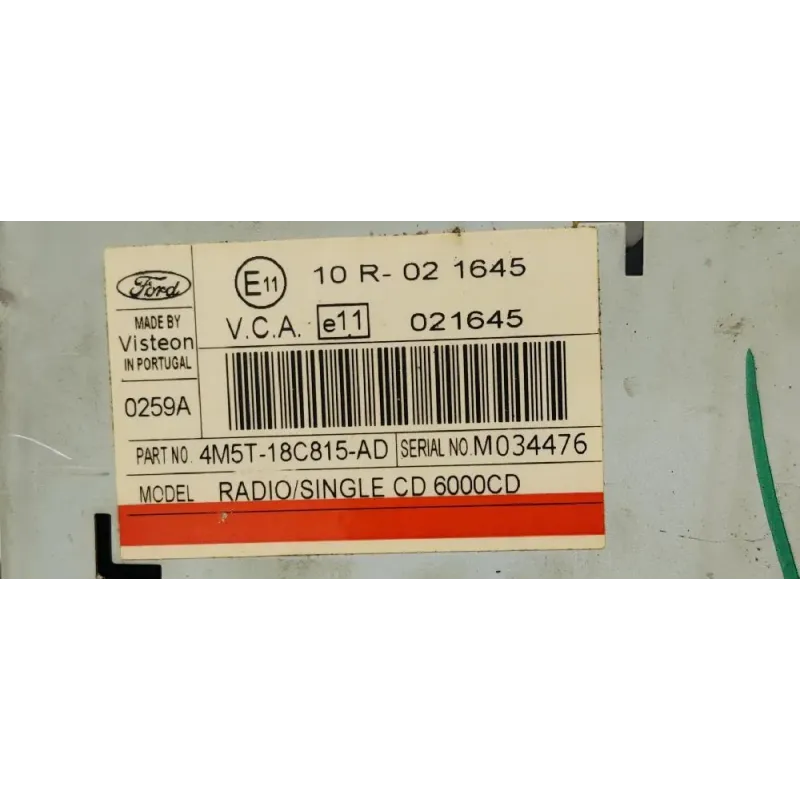 Ford
MADE BY
Visteon
IN PORTUGAL
0259A
E11 10 R- 02 1645
V.C.A. e11 021645
PART NO. 4M5T-18C815-AD SERIAL NO. M034476
MODEL RADIO/SINGLE CD 6000CD